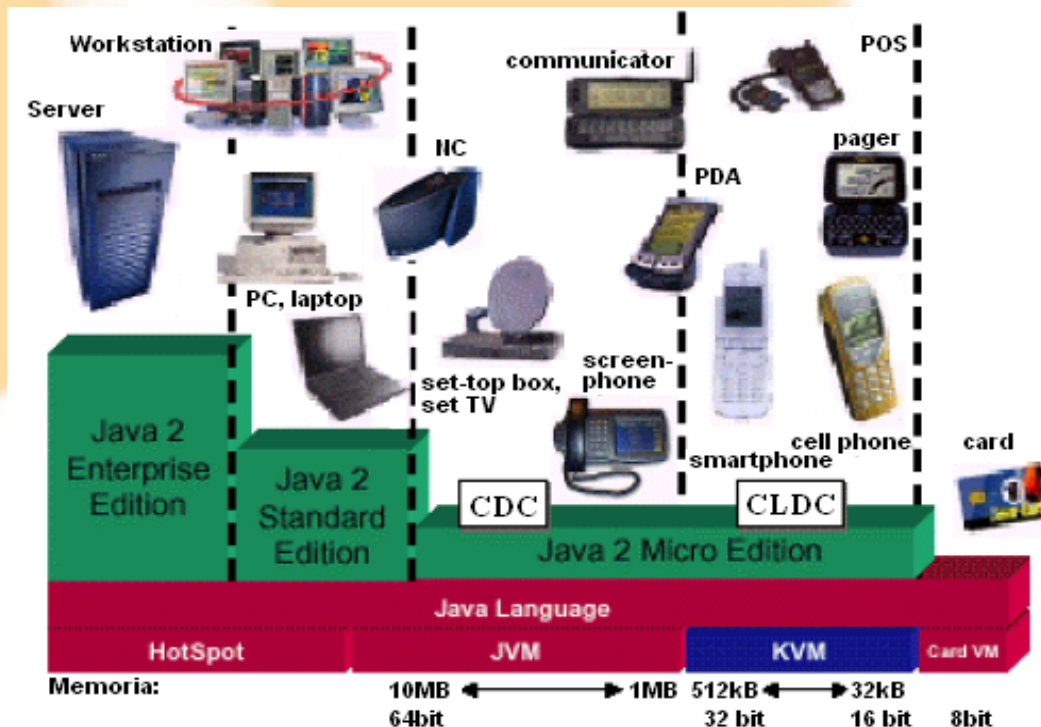 Workstation
Server
communicator
POS
NC
pager
PDA
PC, laptop
set-top box,
set TV
screen-
phone
smartphone
cell phone
card
Java 2
Enterprise
Edition
Java 2
Standard
Edition
CDC
CLDC
Java 2 Micro Edition
Java Language
HotSpot
JVM
KVM
Card VM
Memoria:
10MB
1MB
512kB
32kB
64bit
32 bit
16 bit
8bit